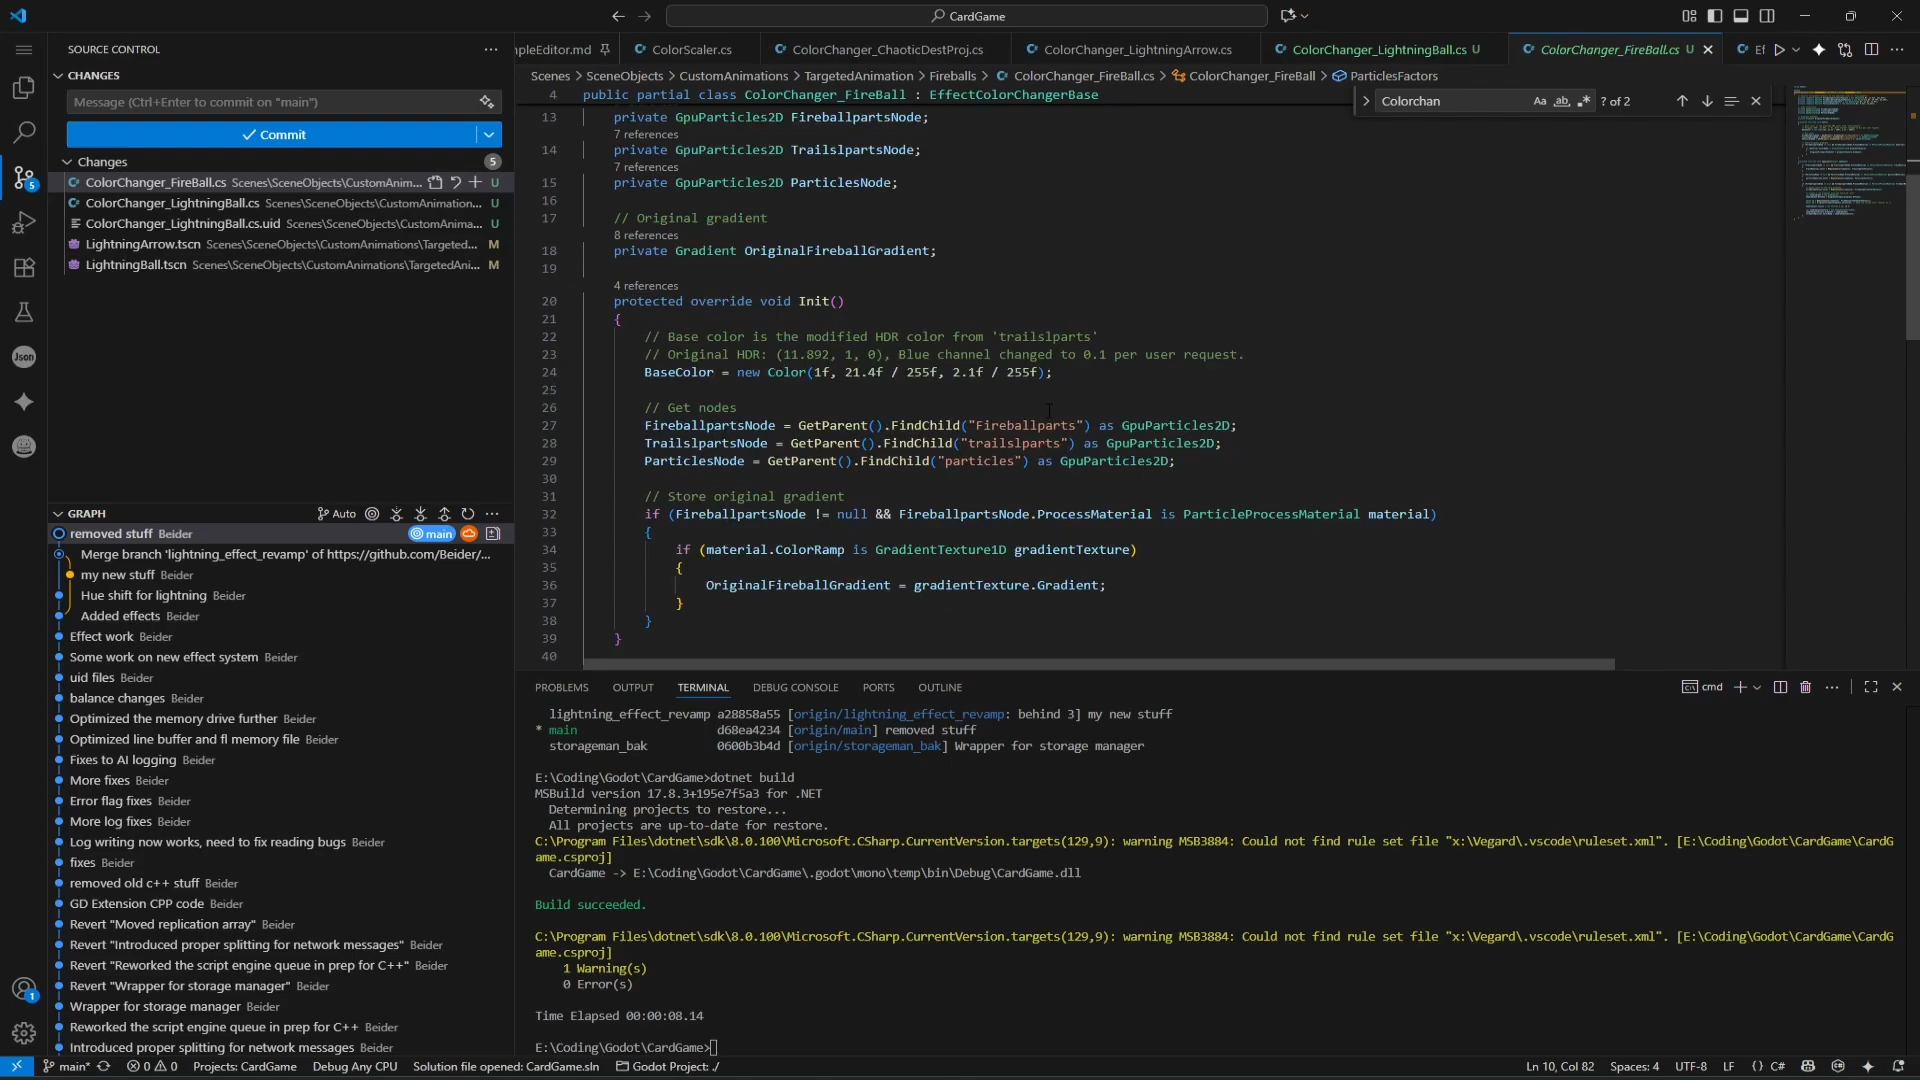 CardGame
SOURCE CONTROL
pleEditor.md
ColorScaler.cs
ColorChanger_ChaoticDestProj.cs
ColorChanger_LightningArrow.cs
ColorChanger_LightningBall.cs U
ColorChanger_FireBall.cs U
Ef
CHANGES
Message (Ctrl+Enter to commit on "main")
Commit
Changes
5
ColorChanger_FireBall.cs Scenes\SceneObjects\CustomAnim... U
ColorChanger_LightningBall.cs Scenes\SceneObjects\CustomAnimation... U
ColorChanger_LightningBall.cs.uid Scenes\SceneObjects\CustomAnima... U
LightningArrow.tscn Scenes\SceneObjects\CustomAnimations\Targeted... M
LightningBall.tscn Scenes\SceneObjects\CustomAnimations\TargetedAni... M
5
Json
1
Scenes > SceneObjects > CustomAnimations > TargetedAnimation > Fireballs > ColorChanger_FireBall.cs > ColorChanger_FireBall > ParticlesFactors
Colorchan
Aa ab .*
? of 2
4 public partial class ColorChanger_FireBall : EffectColorChangerBase
13 private GpuParticles2D FireballpartsNode;
7 references
14 private GpuParticles2D TrailslpartsNode;
7 references
15 private GpuParticles2D ParticlesNode;
16
17 // Original gradient
8 references
18 private Gradient OriginalFireballGradient;
19
4 references
20 protected override void Init()
21 {
22 // Base color is the modified HDR color from 'trailslparts'
23 // Original HDR: (11.892, 1, 0), Blue channel changed to 0.1 per user request.
24 BaseColor = new Color(1f, 21.4f / 255f, 2.1f / 255f);
25
26 // Get nodes
27 FireballpartsNode = GetParent().FindChild("Fireballparts") as GpuParticles2D;
28 TrailslpartsNode = GetParent().FindChild("trailslparts") as GpuParticles2D;
29 ParticlesNode = GetParent().FindChild("particles") as GpuParticles2D;
30
31 // Store original gradient
32 if (FireballpartsNode != null && FireballpartsNode.ProcessMaterial is ParticleProcessMaterial material)
33 {
34 if (material.ColorRamp is GradientTexture1D gradientTexture)
35 {
36 OriginalFireballGradient = gradientTexture.Gradient;
37 }
38 }
39 }
40
GRAPH
Auto
removed stuff Beider main
Merge branch 'lightning_effect_revamp' of https://github.com/Beider/...
my new stuff Beider
Hue shift for lightning Beider
Added effects Beider
Effect work Beider
Some work on new effect system Beider
uid files Beider
balance changes Beider
Optimized the memory drive further Beider
Optimized line buffer and fl memory file Beider
Fixes to AI logging Beider
More fixes Beider
Error flag fixes Beider
More log fixes Beider
Log writing now works, need to fix reading bugs Beider
fixes Beider
removed old c++ stuff Beider
GD Extension CPP code Beider
Revert "Moved replication array" Beider
Revert "Introduced proper splitting for network messages" Beider
Revert "Reworked the script engine queue in prep for C++" Beider
Revert "Wrapper for storage manager" Beider
Wrapper for storage manager Beider
Reworked the script engine queue in prep for C++ Beider
Introduced proper splitting for network messages Beider
PROBLEMS OUTPUT TERMINAL DEBUG CONSOLE PORTS OUTLINE
cmd
lightning_effect_revamp a28858a55 [origin/lightning_effect_revamp: behind 3] my new stuff
* main d68ea4234 [origin/main] removed stuff
storageman_bak 0600b3b4d [origin/storageman_bak] Wrapper for storage manager
E:\Coding\Godot\CardGame>dotnet build
MSBuild version 17.8.3+195e7f5a3 for .NET
Determining projects to restore...
All projects are up-to-date for restore.
C:\Program Files\dotnet\sdk\8.0.100\Microsoft.CSharp.CurrentVersion.targets(129,9): warning MSB3884: Could not find rule set file "x:\Vegard\.vscode\ruleset.xml". [E:\Coding\Godot\CardGame\CardG
ame.csproj]
CardGame -> E:\Coding\Godot\CardGame\.godot\mono\temp\bin\Debug\CardGame.dll
Build succeeded.
C:\Program Files\dotnet\sdk\8.0.100\Microsoft.CSharp.CurrentVersion.targets(129,9): warning MSB3884: Could not find rule set file "x:\Vegard\.vscode\ruleset.xml". [E:\Coding\Godot\CardGame\CardG
ame.csproj]
1 Warning(s)
0 Error(s)
Time Elapsed 00:00:08.14
E:\Coding\Godot\CardGame>
main* 0 0 Projects: CardGame Debug Any CPU Solution file opened: CardGame.sln Godot Project: ./ Ln 10, Col 82 Spaces: 4 UTF-8 LF {} C#